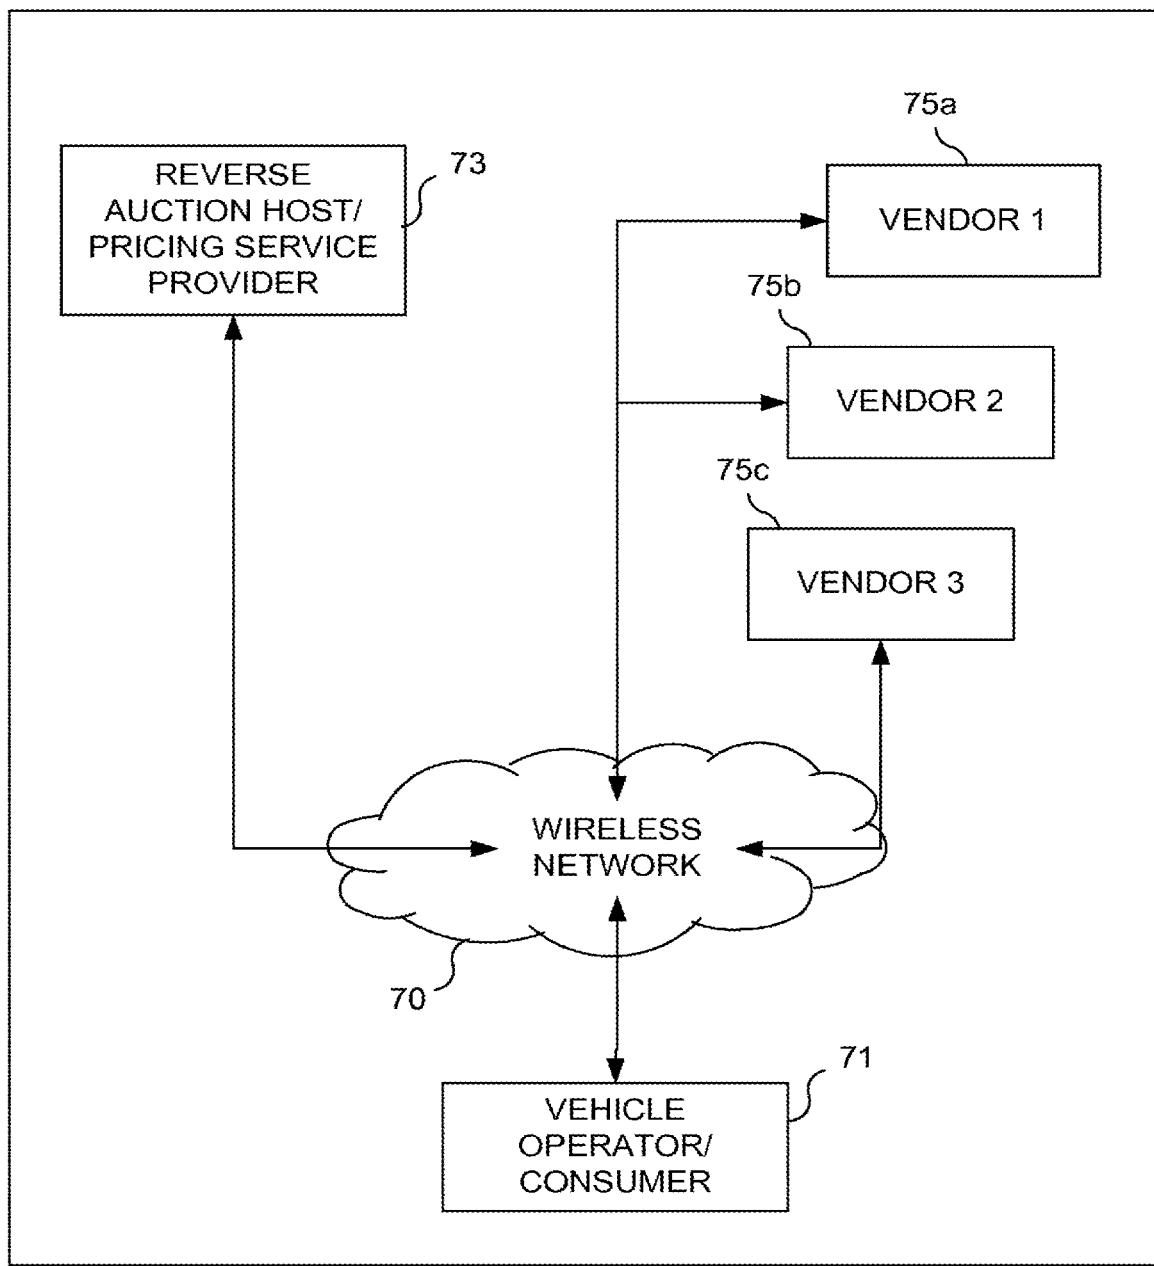 75a
73
REVERSE
AUCTION HOST/
PRICING SERVICE
PROVIDER
VENDOR 1
75b
VENDOR 2
75c
VENDOR 3
WIRELESS
NETWORK
70
71
VEHICLE
OPERATOR/
CONSUMER